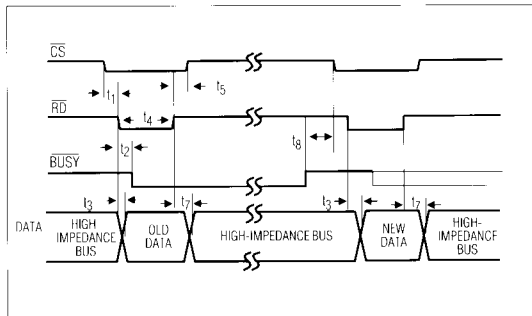 CS
t1
t5
RD
t4
t2
t8
BUSY
t3
t7
t3
t7
DATA
HIGH
IMPEDANCE
BUS
OLD
DATA
HIGH-IMPEDANCE BUS
NEW
DATA
HIGH-
IMPEDANCE
BUS